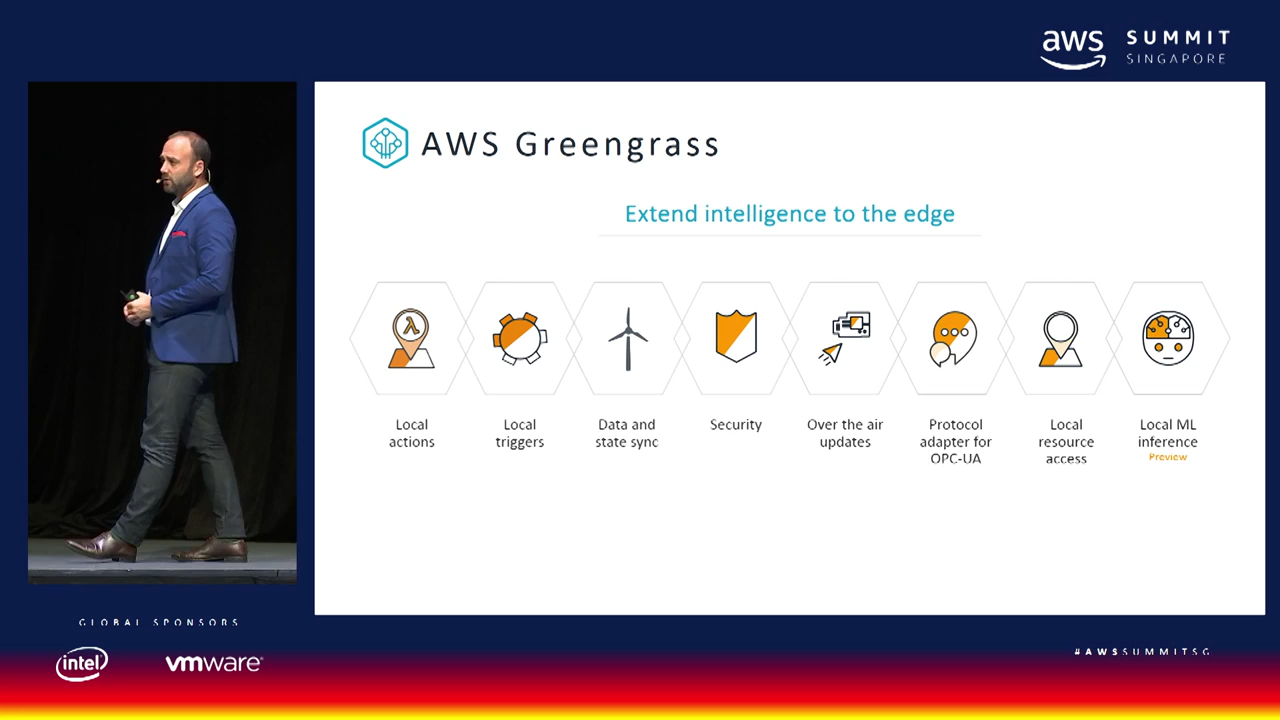 aws SUMMIT
SINGAPORE
AWS Greengrass
Extend intelligence to the edge
Local
actions
Local
triggers
Data and
state sync
Security
Over the air
updates
Protocol
adapter for
OPC-UA
Local
resource
access
Local ML
inference
Preview
GLOBAL SPONSORS
intel
vmware
#AWSSUMMITSG